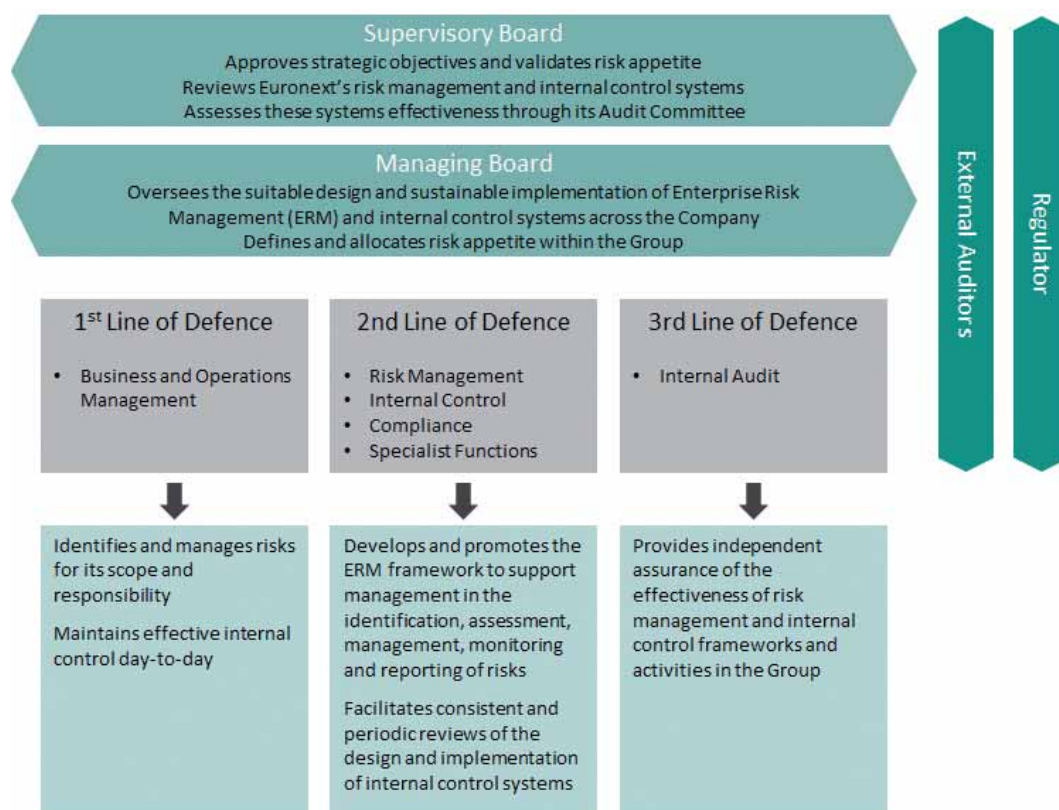 Supervisory Board
Approves strategic objectives and validates risk appetite
Reviews Euronext's risk management and internal control systems
Assesses these systems effectiveness through its Audit Committee
Managing Board
Oversees the suitable design and sustainable implementation of Enterprise Risk
Management (ERM) and internal control systems across the Company
Defines and allocates risk appetite within the Group
External Auditors
Regulator
1st Line of Defence
• Business and Operations
Management
2nd Line of Defence
• Risk Management
• Internal Control
• Compliance
• Specialist Functions
3rd Line of Defence
• Internal Audit
Identifies and manages risks
for its scope and
responsibility
Maintains effective internal
control day-to-day
Develops and promotes the
ERM framework to support
management in the
identification, assessment,
management, monitoring
and reporting of risks
Facilitates consistent and
periodic reviews of the
design and implementation
of internal control systems
Provides independent
assurance of the
effectiveness of risk
management and internal
control frameworks and
activities in the Group